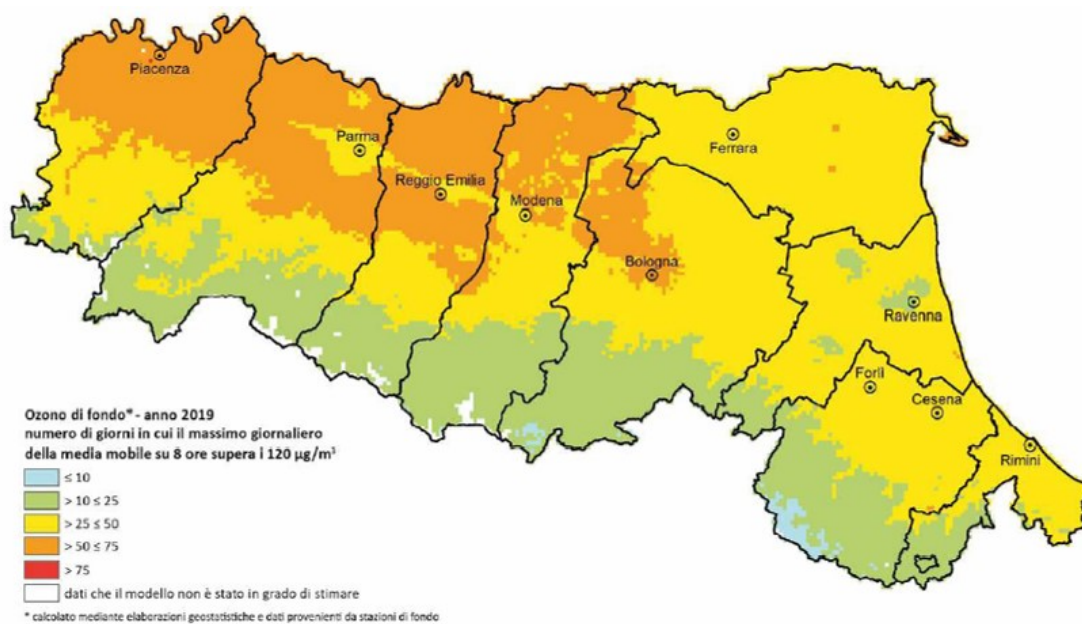 Piacenza
Parma
Reggio Emilia
Modena
Ferrara
Bologna
Ravenna
Forlì
Cesena
Rimini
Ozono di fondo* - anno 2019
numero di giorni in cui il massimo giornaliero
della media mobile su 8 ore supera i 120 µg/m³
≤ 10
> 10 ≤ 25
> 25 ≤ 50
> 50 ≤ 75
> 75
dati che il modello non è stato in grado di stimare
* calcolato mediante elaborazioni geostatistiche e dati provenienti da stazioni di fondo